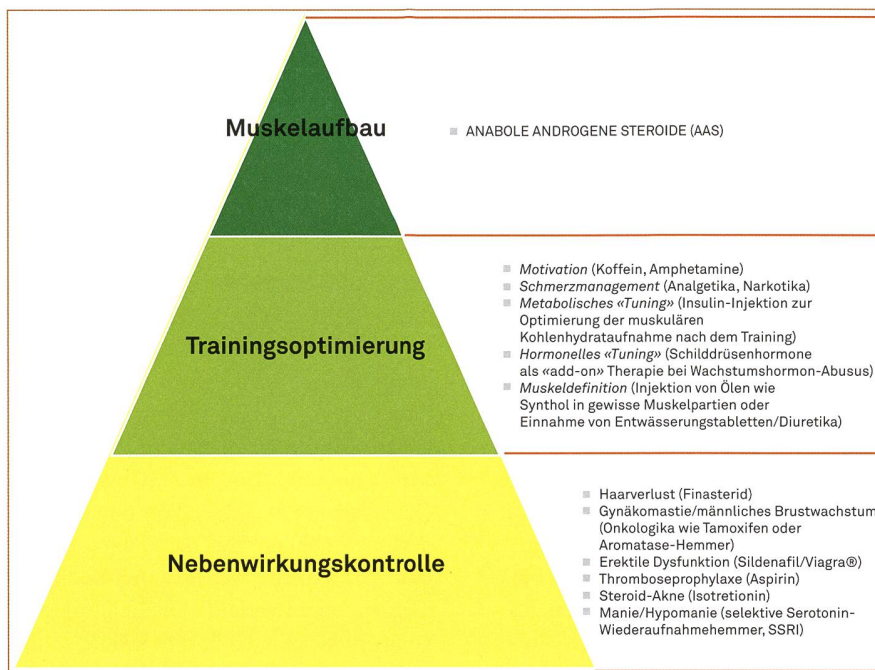 Muskelaufbau
ANABOLE ANDROGENE STEROIDE (AAS)
Trainingsoptimierung
Motivation (Koffein, Amphetamine)
Schmerzmanagement (Analgetika, Narkotika)
Metabolisches «Tuning» (Insulin-Injektion zur
Optimierung der muskulären
Kohlenhydrataufnahme nach dem Training)
Hormonelles «Tuning» (Schilddrüsenhormone
als «add-on» Therapie bei Wachstumshormon-Abusus)
Muskeldefinition (Injektion von Ölen wie
Synthol in gewisse Muskelpartien oder
Einnahme von Entwässerungstabletten/Diuretika)
Nebenwirkungskontrolle
Haarverlust (Finasterid)
Gynäkomastie/männliches Brustwachstum
(Onkologika wie Tamoxifen oder
Aromatase-Hemmer)
Erektile Dysfunktion (Sildenafil/Viagra®)
Thromboseprophylaxe (Aspirin)
Steroid-Akne (Isotretionin)
Manie/Hypomanie (selektive Serotonin-
Wiederaufnahmehemmer, SSRI)